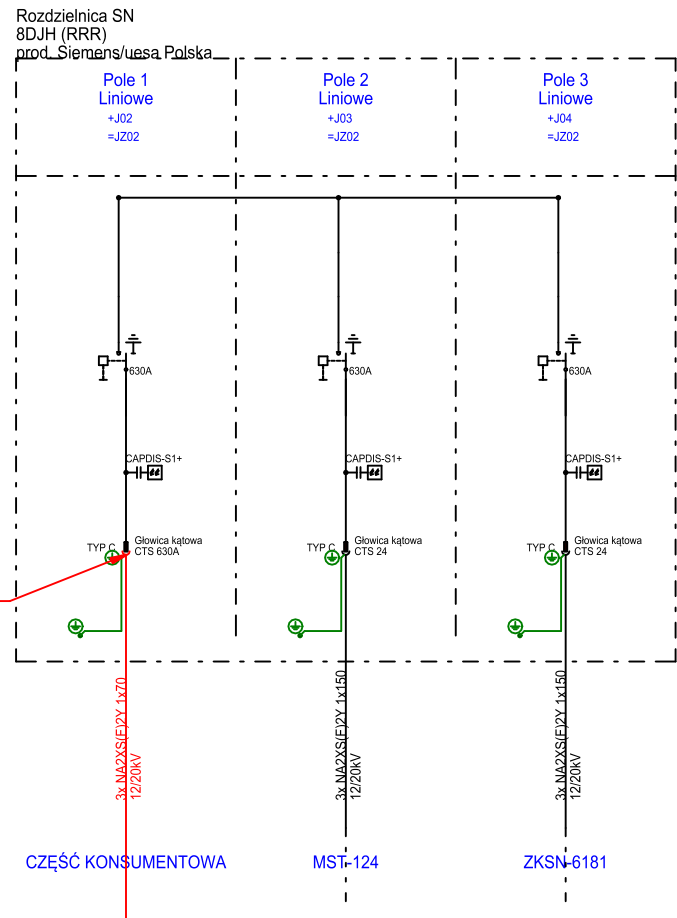 Rozdzielnica SN
8DJH (RRR)
prod. Siemens/uesa Polska
Pole 1
Liniowe
+J02
=JZ02
Pole 2
Liniowe
+J03
=JZ02
Pole 3
Liniowe
+J04
=JZ02
630A
630A
630A
CAPDIS-S1+
CAPDIS-S1+
CAPDIS-S1+
TYP C
Głowica kątowa
CTS 630A
TYP C
Głowica kątowa
CTS 24
TYP C
Głowica kątowa
CTS 24
3x NA2XS(F)2Y 1x70
12/20kV
3x NA2XS(F)2Y 1x150
12/20kV
3x NA2XS(F)2Y 1x150
12/20kV
CZĘŚĆ KONSUMENTOWA
MST-124
ZKSN-6181